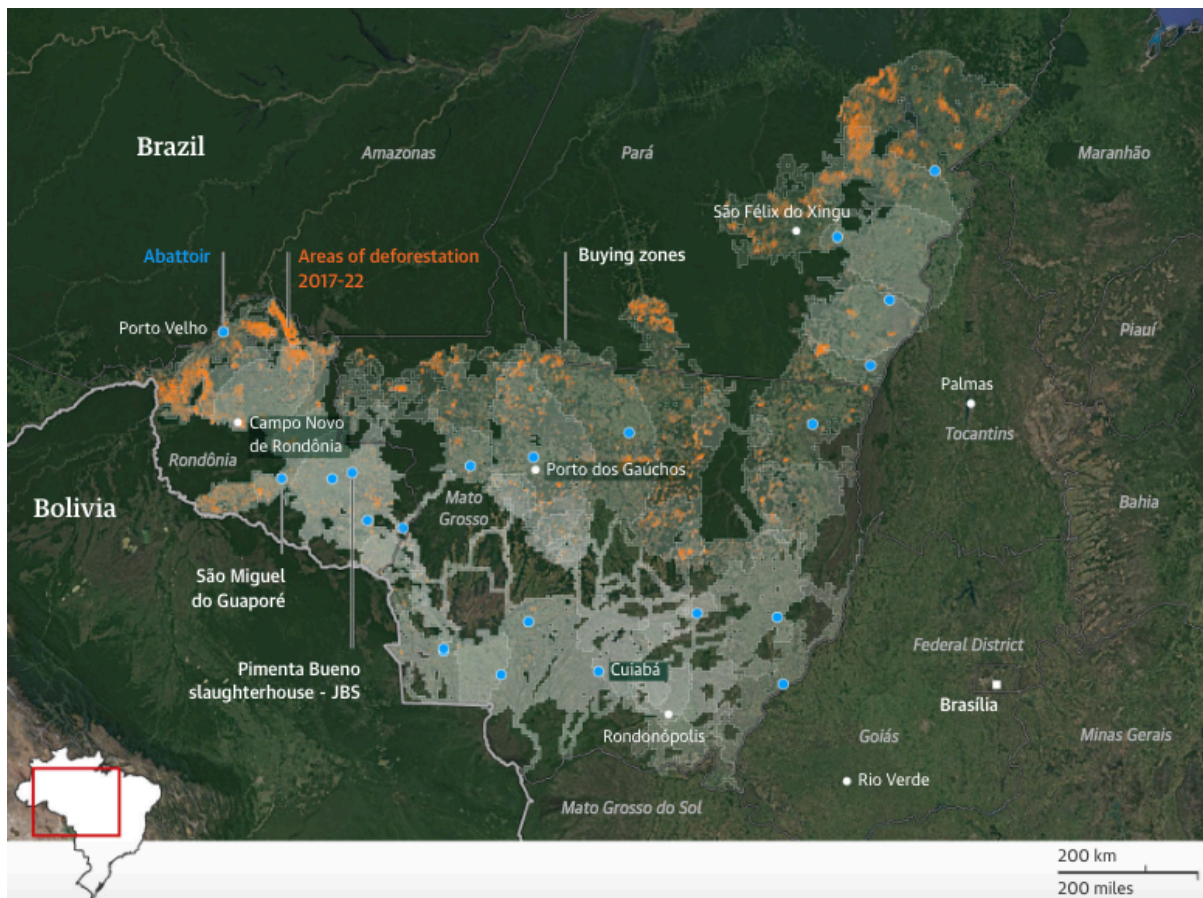 Brazil
Amazonas
Pará
Maranhão
São Félix do Xingu
Abattoir
Areas of deforestation
2017-22
Buying zones
Porto Velho
Piauí
Palmas
Campo Novo
de Rondônia
Tocantins
Rondônia
Porto dos Gaúchos
Mato
Grosso
Bolivia
Bahia
São Miguel
do Guaporé
Federal District
Pimenta Bueno
slaughterhouse - JBS
Cuiabá
Brasília
Rondonópolis
Goiás
Minas Gerais
Rio Verde
Mato Grosso do Sul
200 km
200 miles